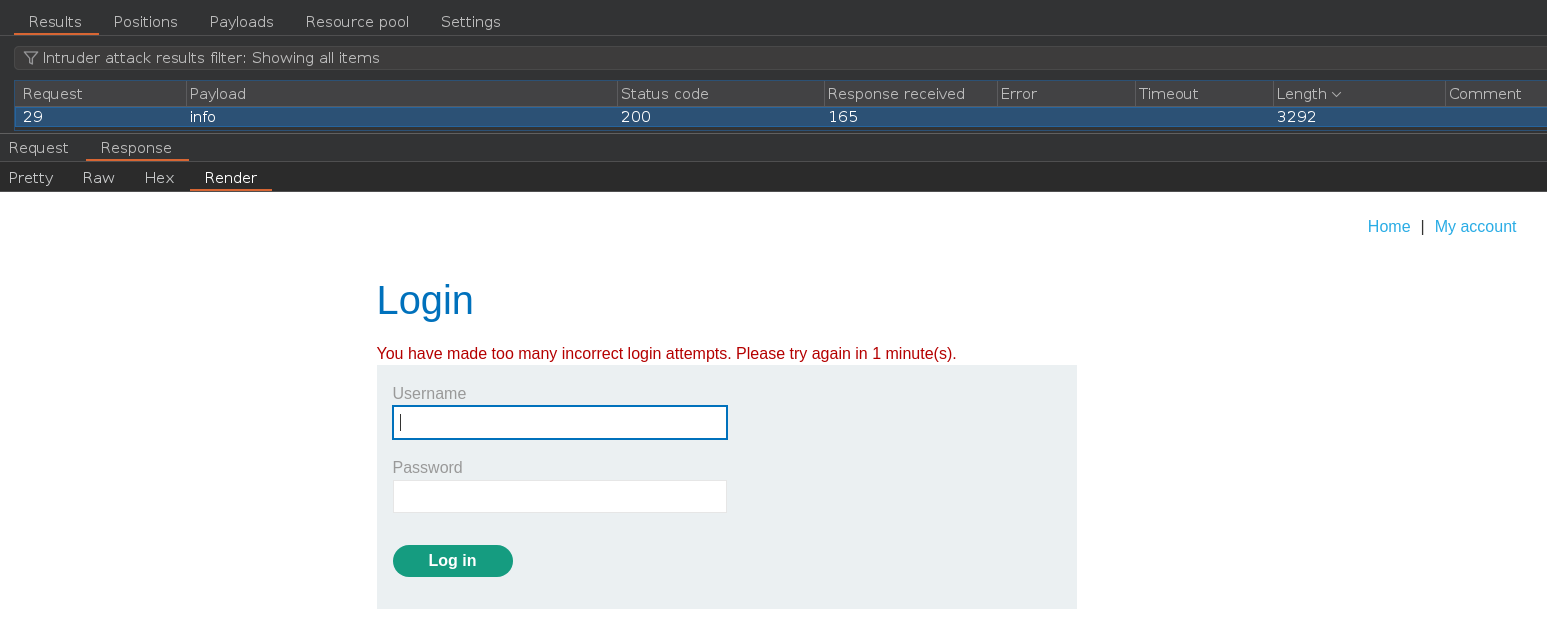 Results Positions Payloads Resource pool Settings
Intruder attack results filter: Showing all items
Request Payload Status code Response received Error Timeout Length Comment
29 info 200 165 3292
Request Response
Pretty Raw Hex Render
Home | My account
Login
You have made too many incorrect login attempts. Please try again in 1 minute(s).
Username
Password
Log in